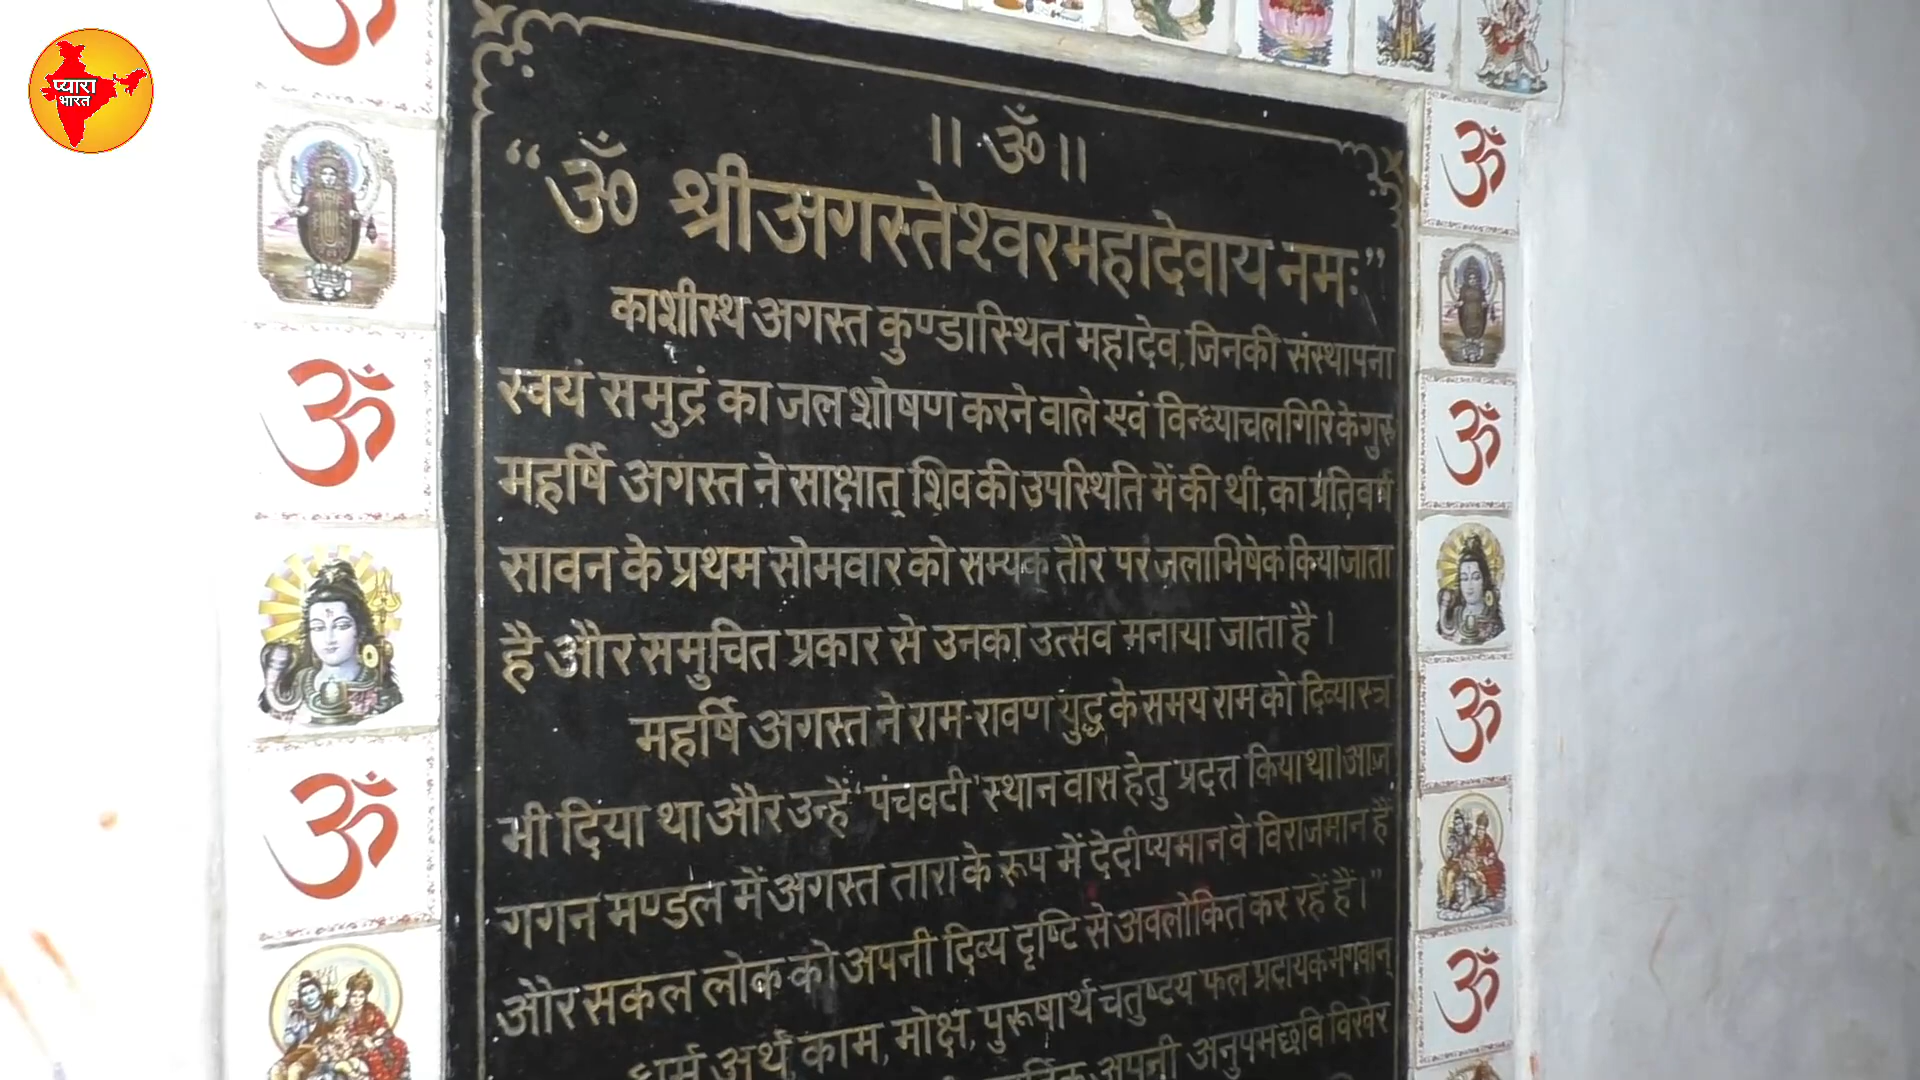 प्यारा
भारत
।। ॐ ।।
“ॐ श्रीअगस्तेश्वरमहादेवाय नमः”
काशीस्थ अगस्त कुण्डास्थित महादेव, जिनकी संस्थापना
स्वयं समुद्रं का जल शोषण करने वाले एवं विन्ध्याचलगिरि के गुरु
महर्षि अगस्त ने साक्षात् शिव की उपस्थिति में की थी, का प्रतिवर्ष
सावन के प्रथम सोमवार को सम्यक तौर पर जलाभिषेक किया जाता
है और समुचित प्रकार से उनका उत्सव मनाया जाता है ।
महर्षि अगस्त ने राम-रावण युद्ध के समय राम को दिव्यास्त्र
भी दिया था और उन्हें ‘पंचवटी’ स्थान वास हेतु प्रदत्त किया था। आज
गगन मण्डल में अगस्त तारा के रूप में देदीप्यमान वे विराजमान हैं
और सकल लोक को अपनी दिव्य दृष्टि से अवलोकित कर रहें हैं।”
धर्म अर्थ, काम, मोक्ष, पुरूषार्थ चतुष्टय फल प्रदायक भगवान्
अपनी अनुपम छवि विखेर